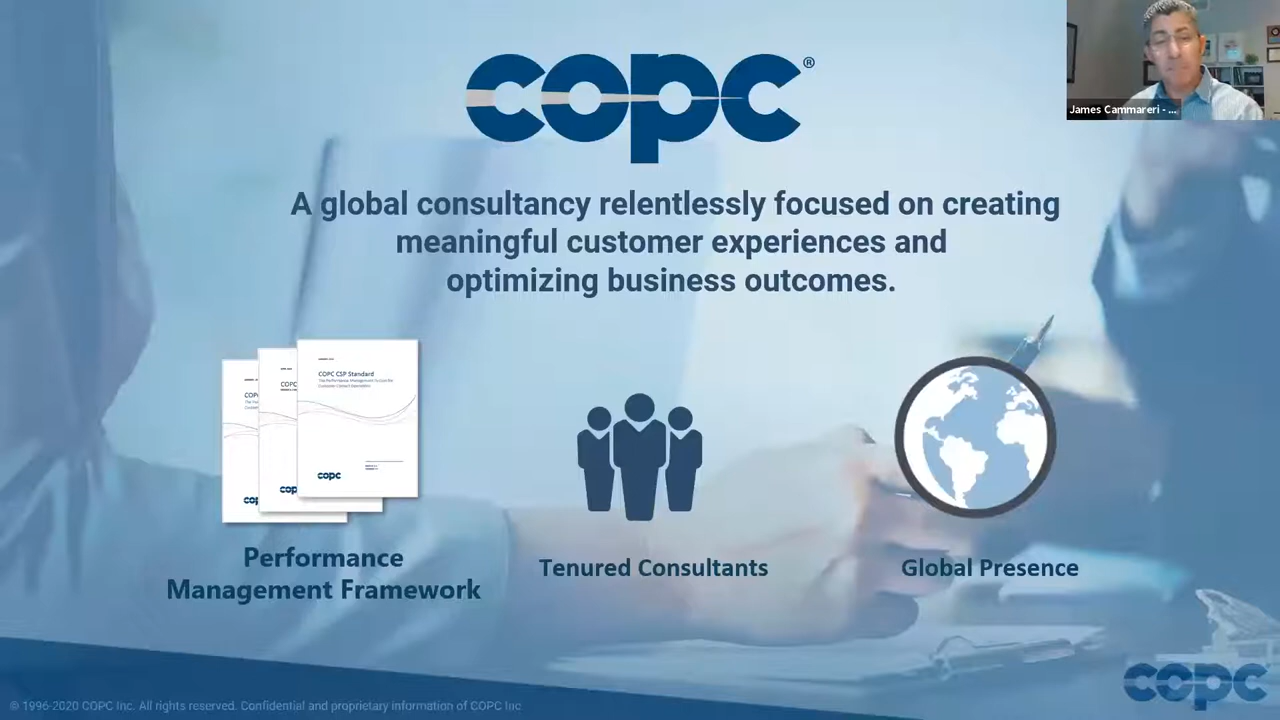 copc®
James Cammareri - ...
A global consultancy relentlessly focused on creating
meaningful customer experiences and
optimizing business outcomes.
COPC CSP Standard
copc
Performance
Management Framework
Tenured Consultants
Global Presence
copc
© 1996-2020 COPC Inc. All rights reserved. Confidential and proprietary information of COPC Inc